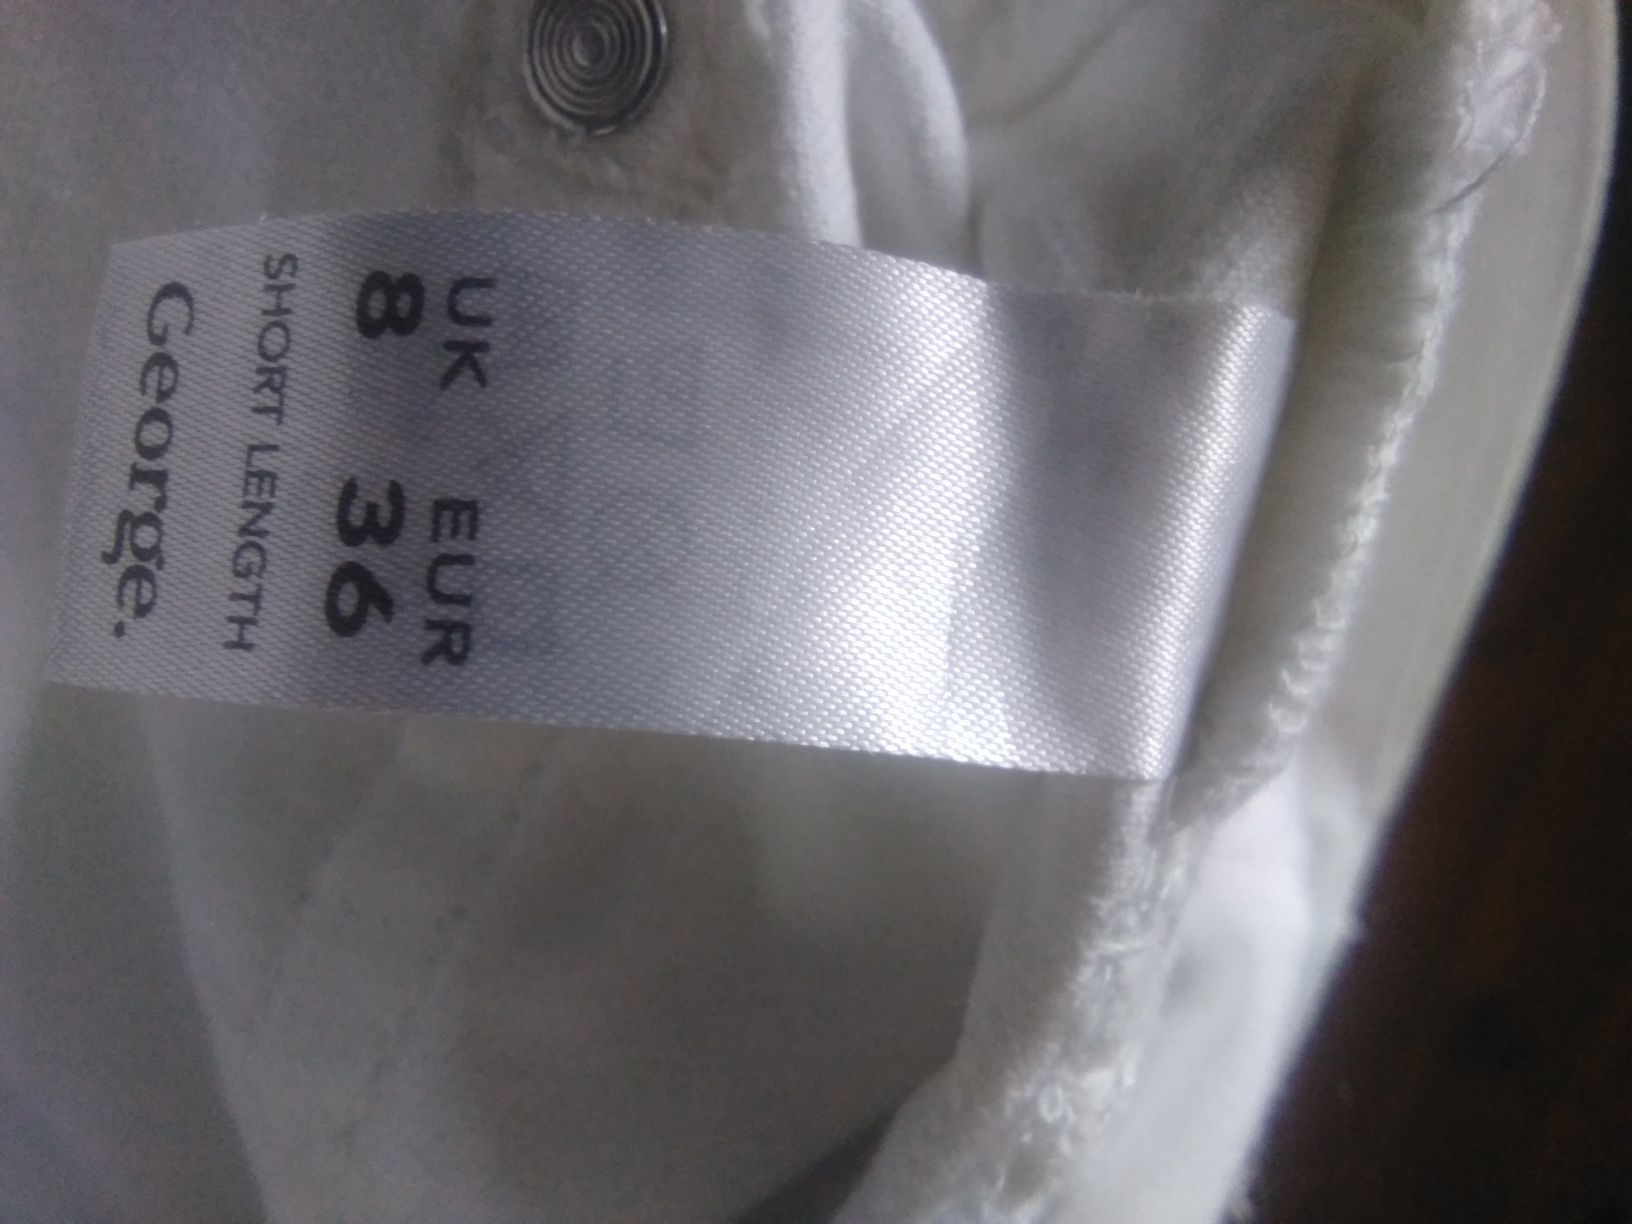 UK EUR
8 36
SHORT LENGTH
George.